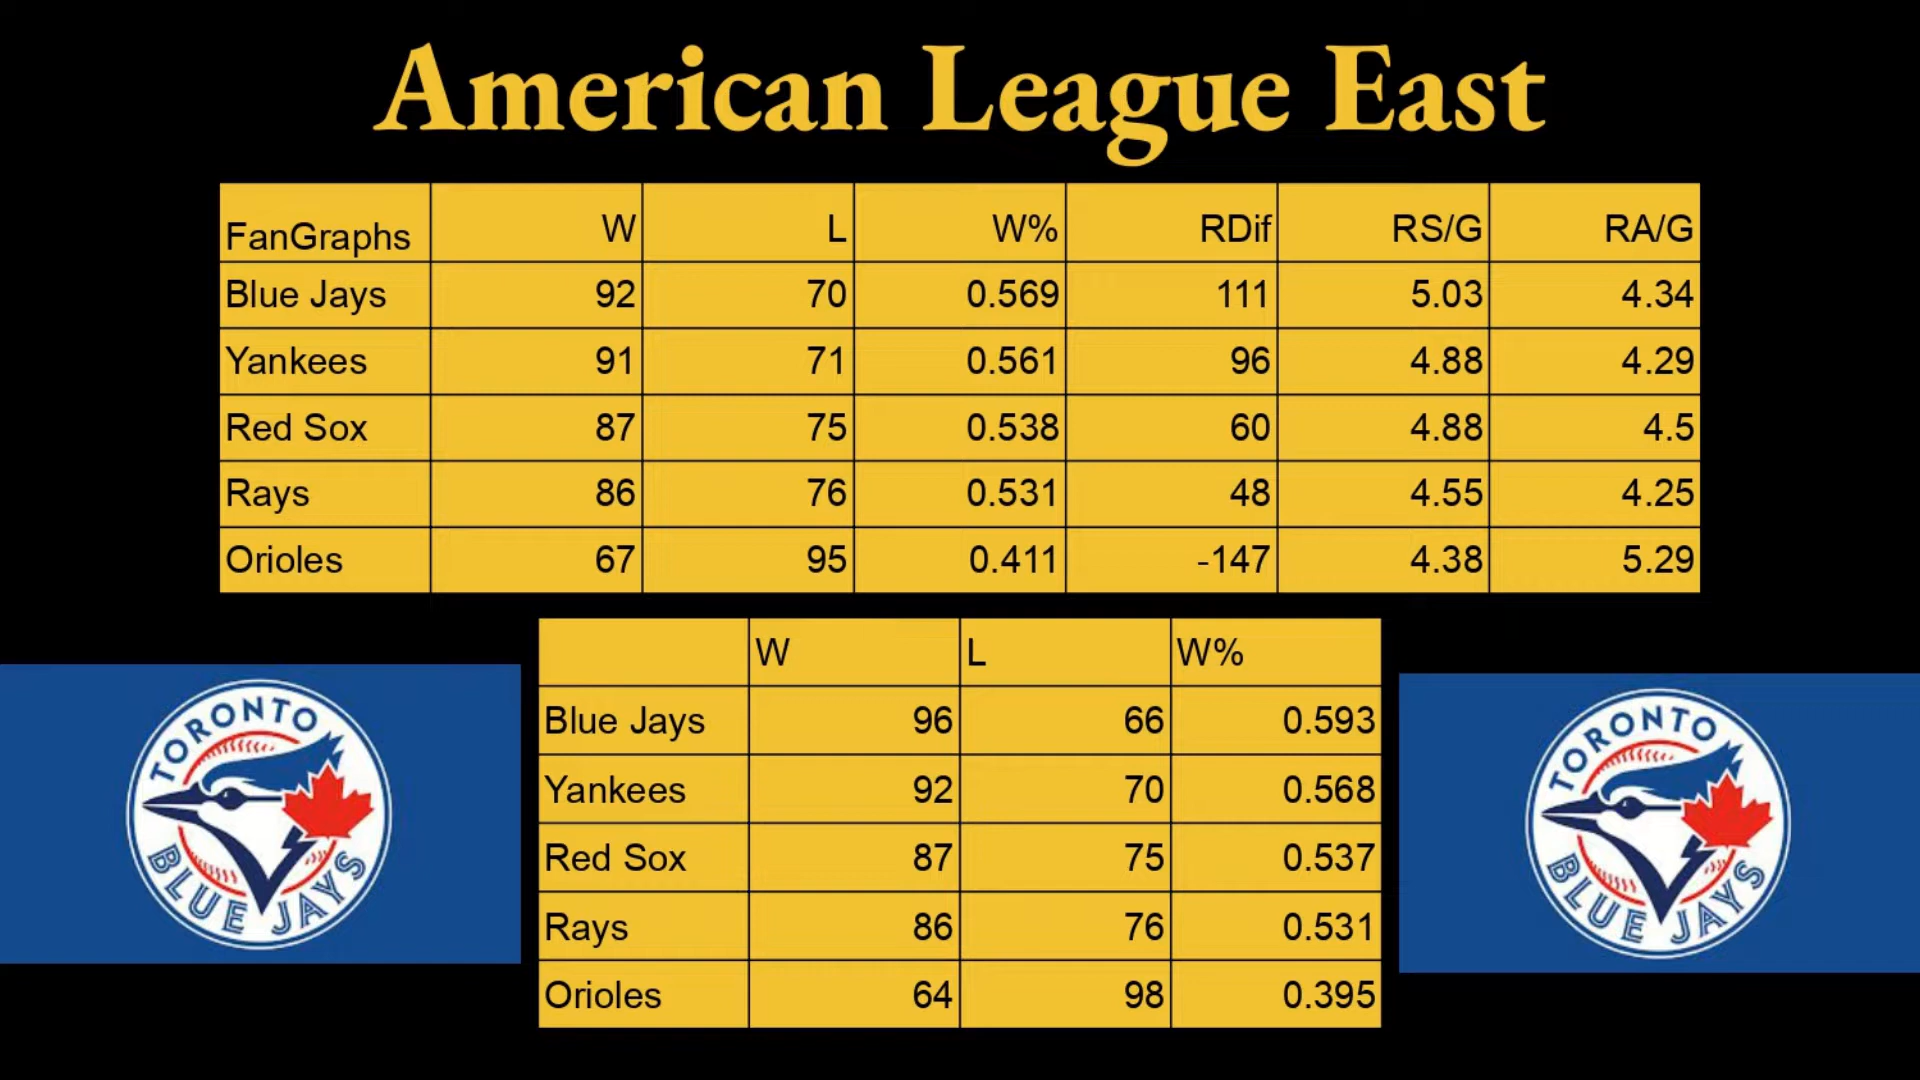 American League East
FanGraphs W L W% RDif RS/G RA/G
Blue Jays 92 70 0.569 111 5.03 4.34
Yankees 91 71 0.561 96 4.88 4.29
Red Sox 87 75 0.538 60 4.88 4.5
Rays 86 76 0.531 48 4.55 4.25
Orioles 67 95 0.411 -147 4.38 5.29
W L W%
Blue Jays 96 66 0.593
Yankees 92 70 0.568
Red Sox 87 75 0.537
Rays 86 76 0.531
Orioles 64 98 0.395
TORONTO
BLUE JAYS
TORONTO
BLUE JAYS